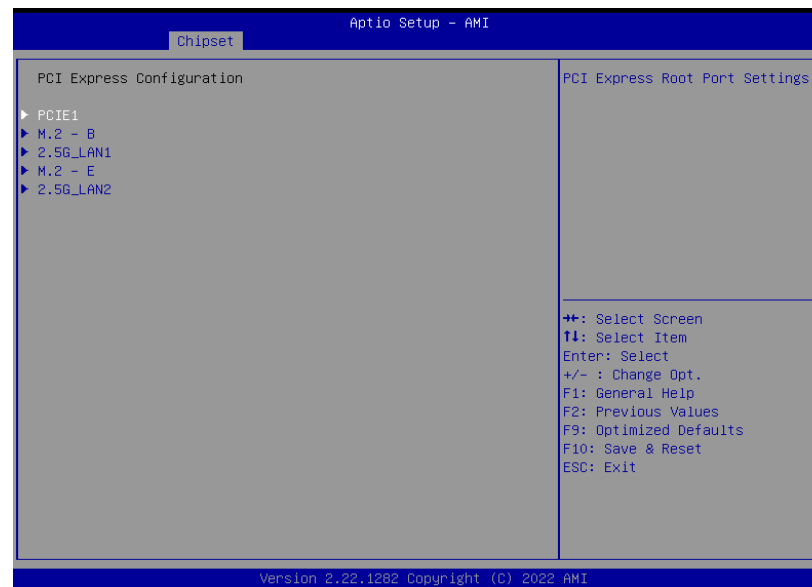 Aptio Setup – AMI
Chipset
PCI Express Configuration
PCIE1
M.2 – B
2.5G_LAN1
M.2 – E
2.5G_LAN2
PCI Express Root Port Settings
→←: Select Screen
↑↓: Select Item
Enter: Select
+/– : Change Opt.
F1: General Help
F2: Previous Values
F9: Optimized Defaults
F10: Save & Reset
ESC: Exit
Version 2.22.1282 Copyright (C) 2022 AMI